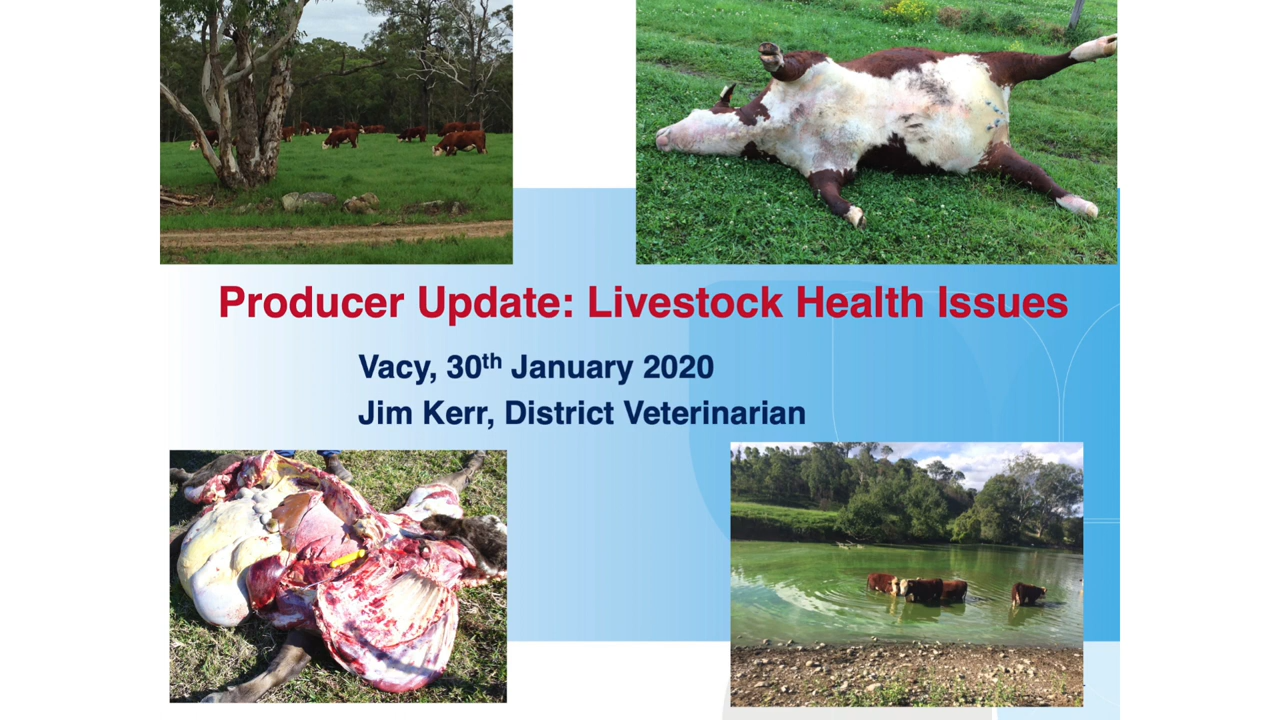 Producer Update: Livestock Health Issues
Vacy, 30th January 2020
Jim Kerr, District Veterinarian